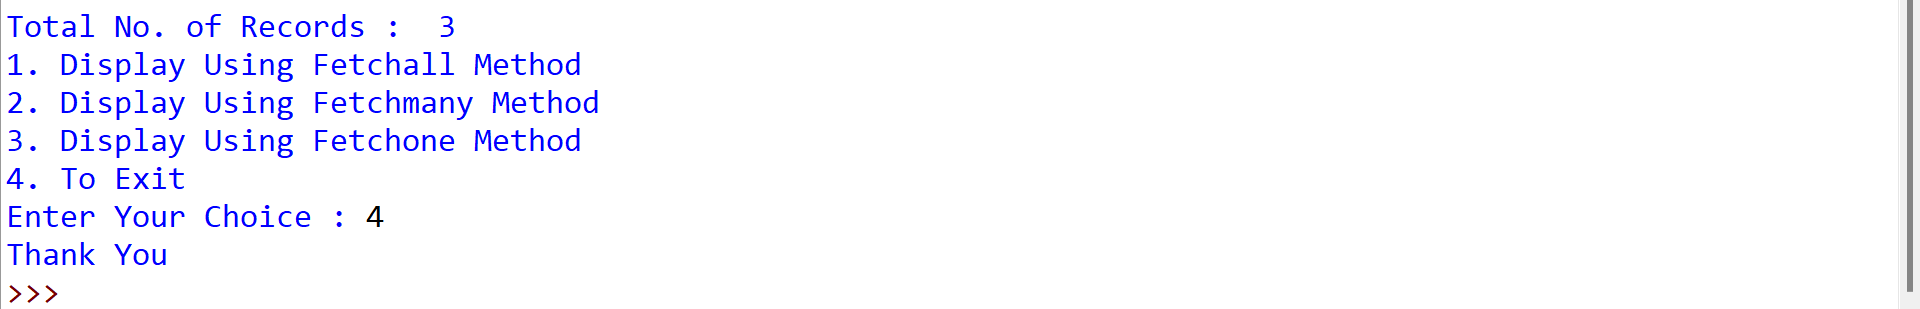 Total No. of Records :  3
1. Display Using Fetchall Method
2. Display Using Fetchmany Method
3. Display Using Fetchone Method
4. To Exit
Enter Your Choice : 4
Thank You
>>>